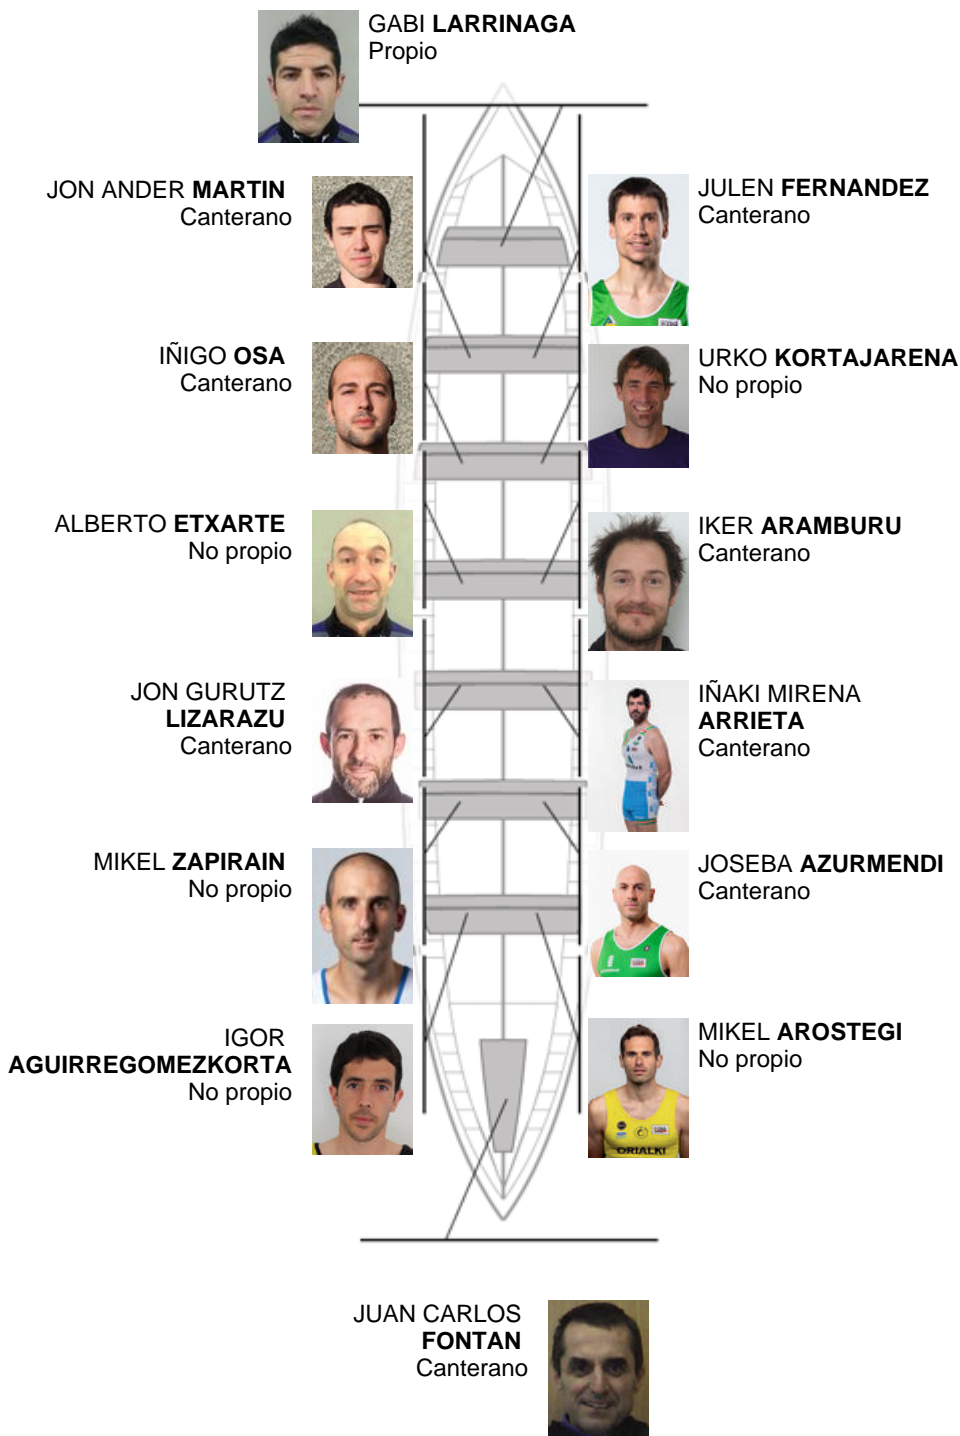 GABI LARRINAGA
Propio
JON ANDER MARTIN
Canterano
JULEN FERNANDEZ
Canterano
IÑIGO OSA
Canterano
URKO KORTAJARENA
No propio
ALBERTO ETXARTE
No propio
IKER ARAMBURU
Canterano
JON GURUTZ
LIZARAZU
Canterano
IÑAKI MIRENA
ARRIETA
Canterano
MIKEL ZAPIRAIN
No propio
JOSEBA AZURMENDI
Canterano
IGOR
AGUIRREGOMEZKORTA
No propio
MIKEL AROSTEGI
No propio
ORIALKI
JUAN CARLOS
FONTAN
Canterano